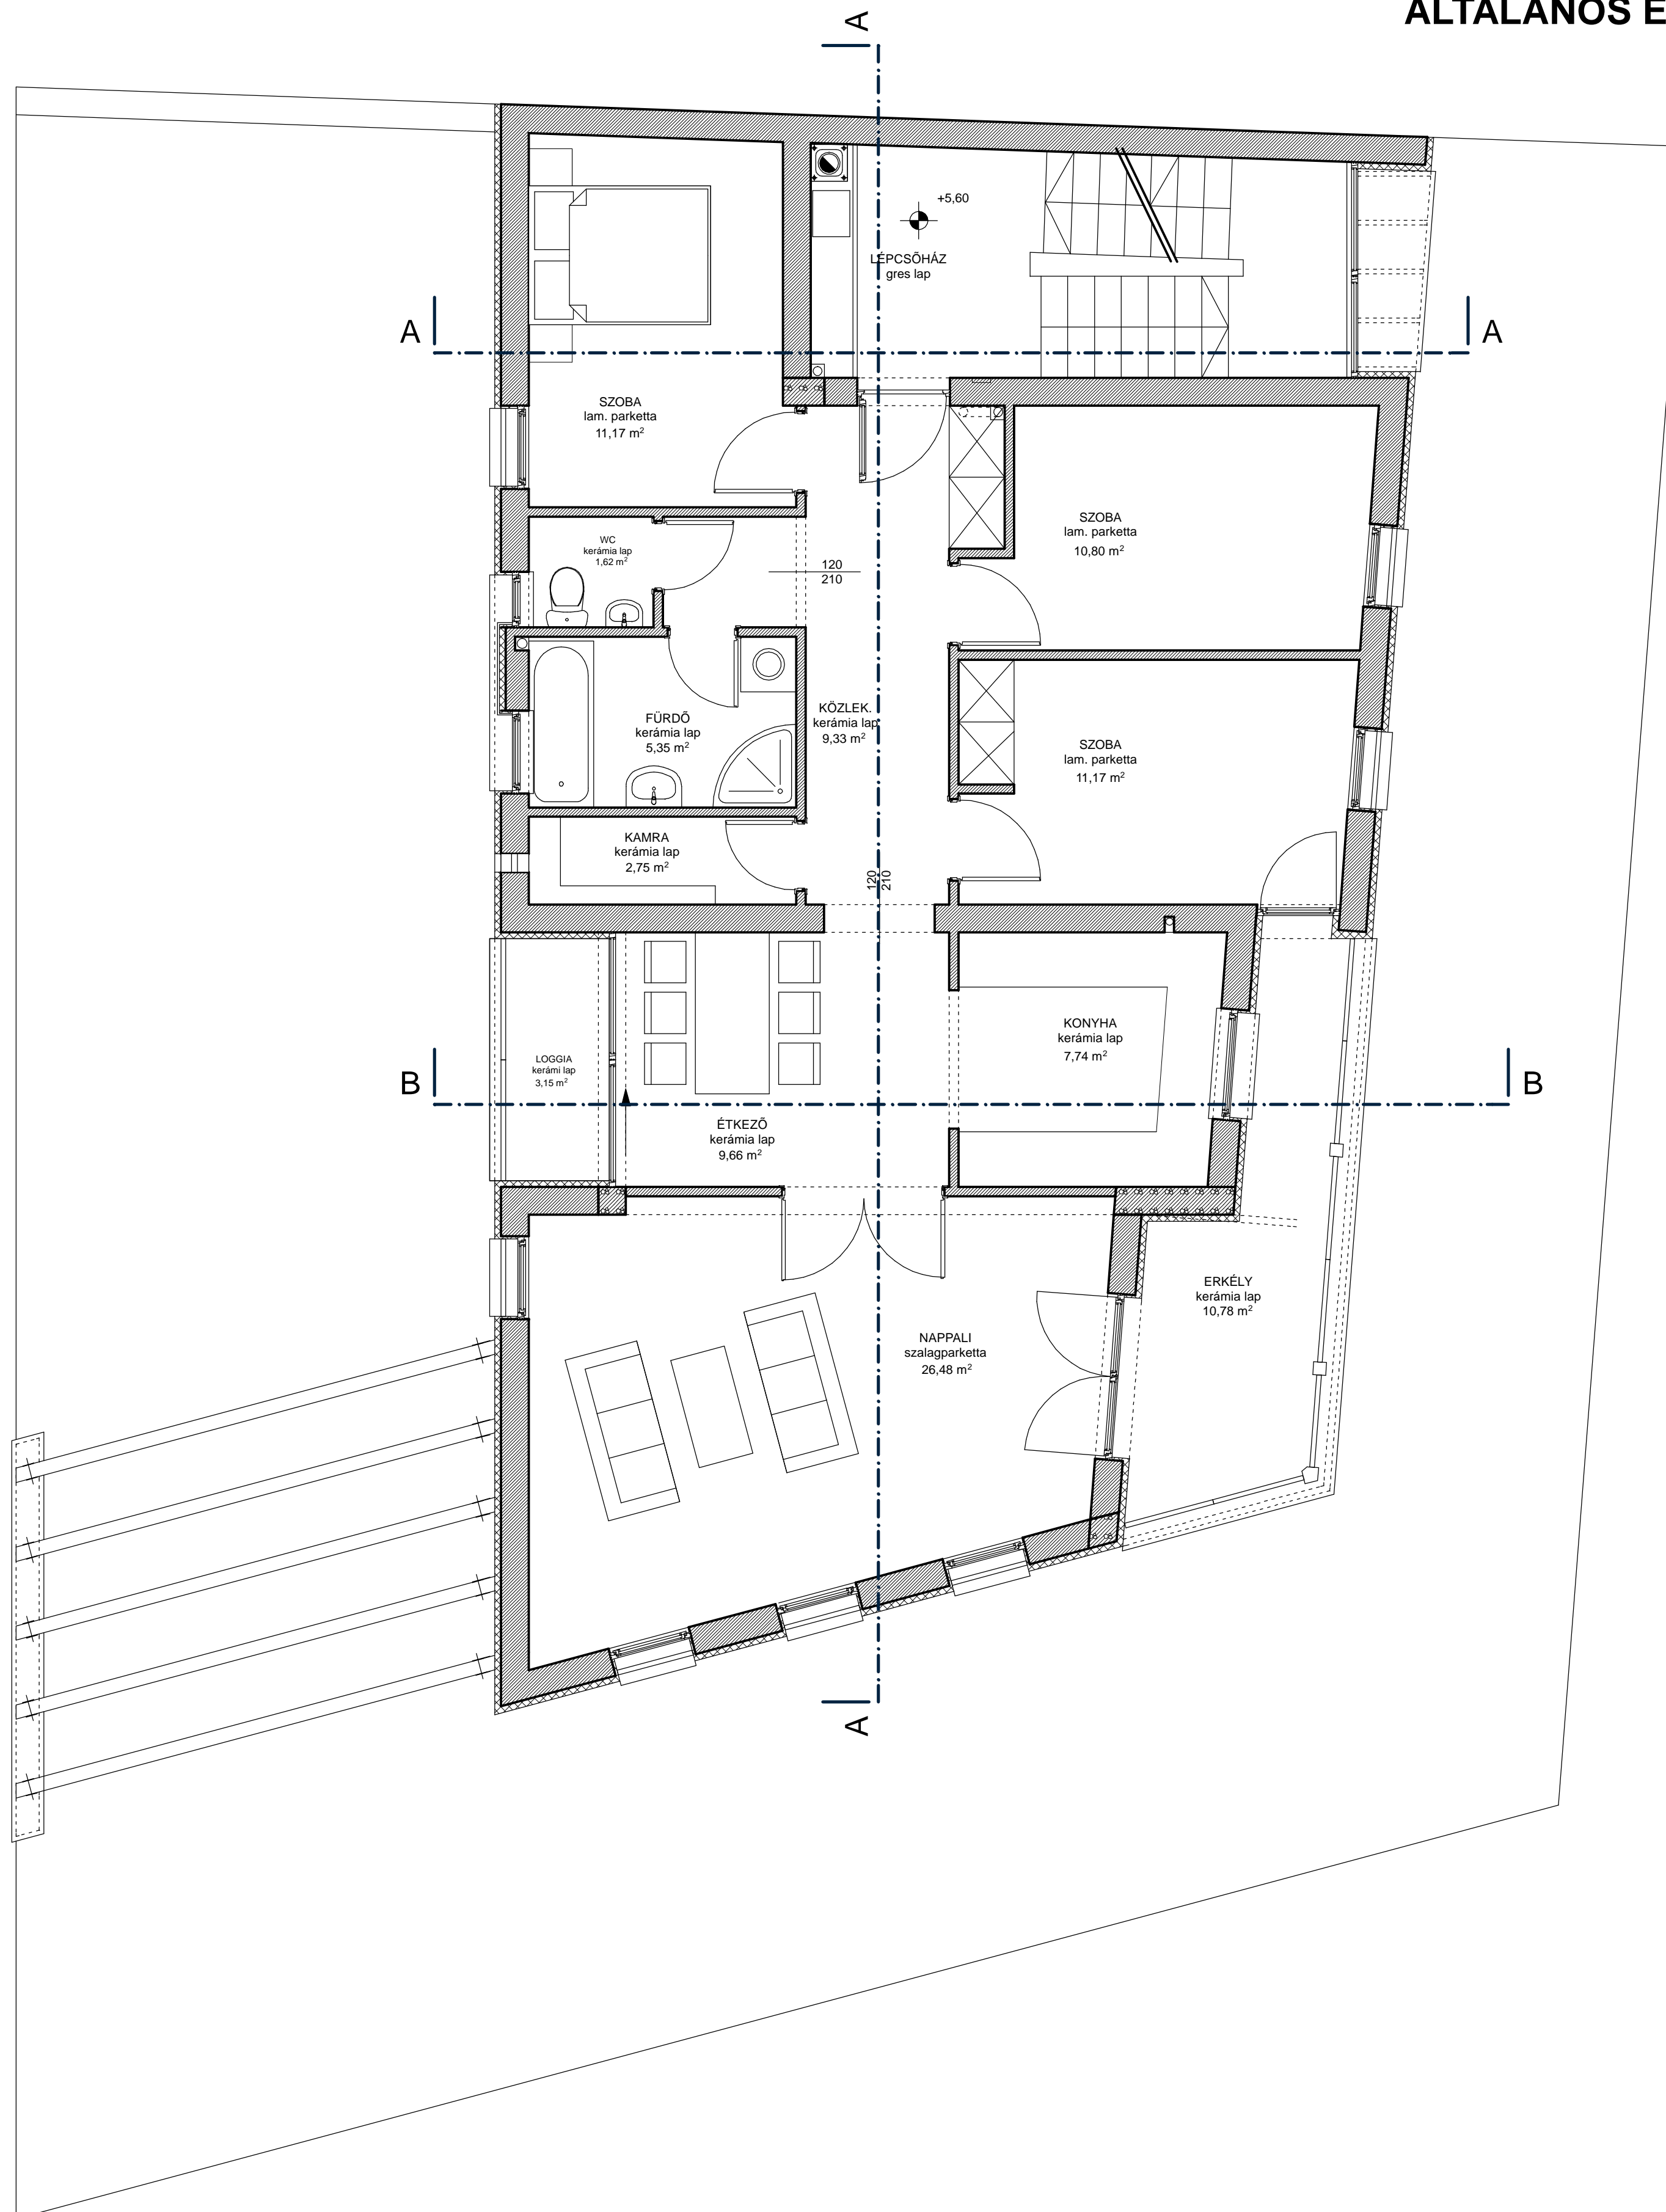 ÁLTALÁNOS E
A
+5,60
LÉPCSŐHÁZ
gres lap
A
A
SZOBA
lam. parketta
11,17 m²
SZOBA
lam. parketta
10,80 m²
WC
kerámia lap
1,62 m²
120
210
FÜRDŐ
kerámia lap
5,35 m²
KÖZLEK.
kerámia lap
9,33 m²
SZOBA
lam. parketta
11,17 m²
KAMRA
kerámia lap
2,75 m²
120
210
KONYHA
kerámia lap
7,74 m²
LOGGIA
kerámi lap
3,15 m²
B
B
ÉTKEZŐ
kerámia lap
9,66 m²
ERKÉLY
kerámia lap
10,78 m²
NAPPALI
szalagparketta
26,48 m²
A